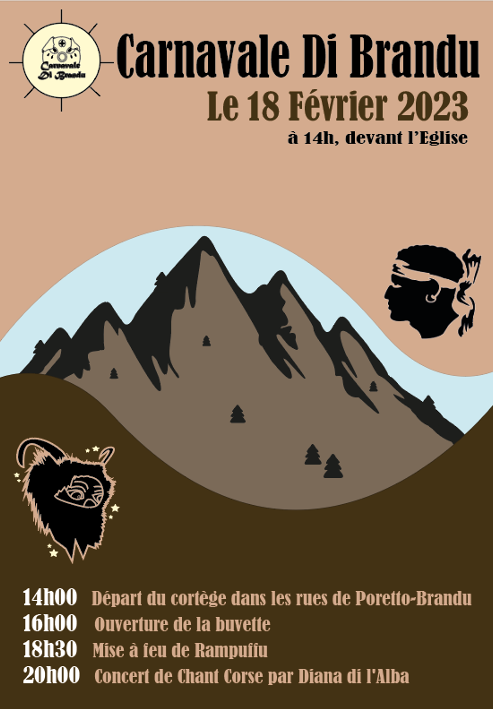 Carnavale
Di Brandu
Carnavale Di Brandu
Le 18 Février 2023
à 14h, devant l'Eglise
14h00 Départ du cortège dans les rues de Poretto-Brandu
16h00 Ouverture de la buvette
18h30 Mise à feu de Rampuffu
20h00 Concert de Chant Corse par Diana di l'Alba